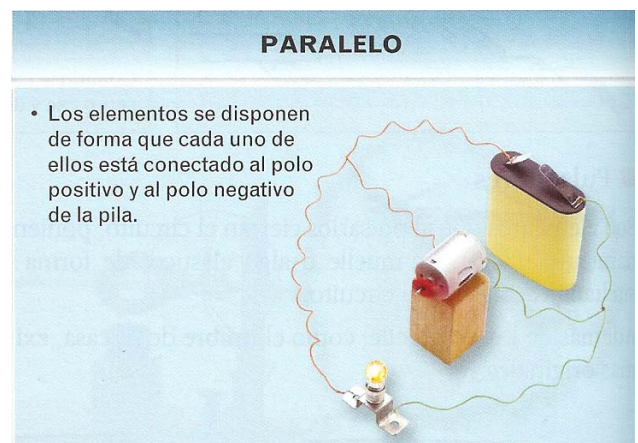 PARALELO
• Los elementos se disponen
de forma que cada uno de
ellos está conectado al polo
positivo y al polo negativo
de la pila.